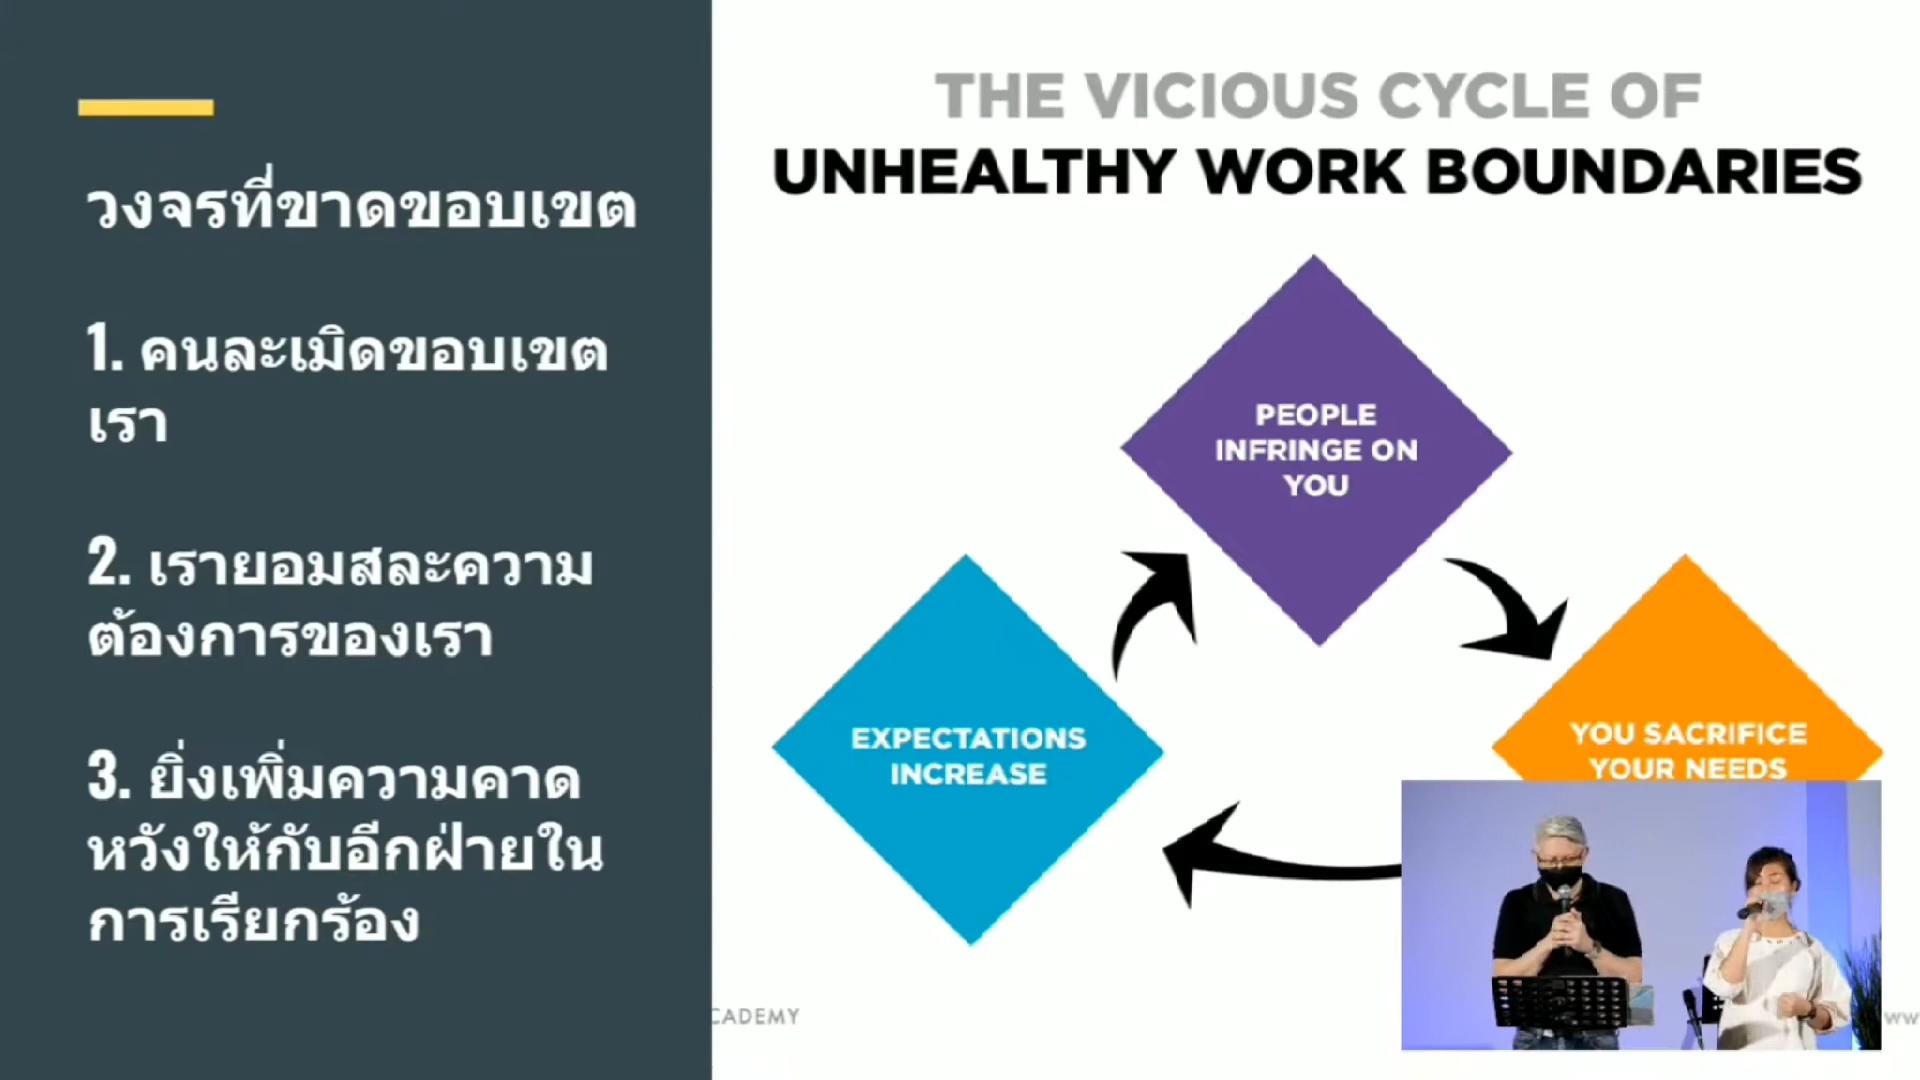 วงจรที่ขาดขอบเขต
1. คนละเมิดขอบเขต
เรา
2. เรายอมสละความ
ต้องการของเรา
3. ยิ่งเพิ่มความคาด
หวังให้กับอีกฝ่ายใน
การเรียกร้อง
THE VICIOUS CYCLE OF
UNHEALTHY WORK BOUNDARIES
PEOPLE
INFRINGE ON
YOU
YOU SACRIFICE
YOUR NEEDS
EXPECTATIONS
INCREASE
CADEMY
WW